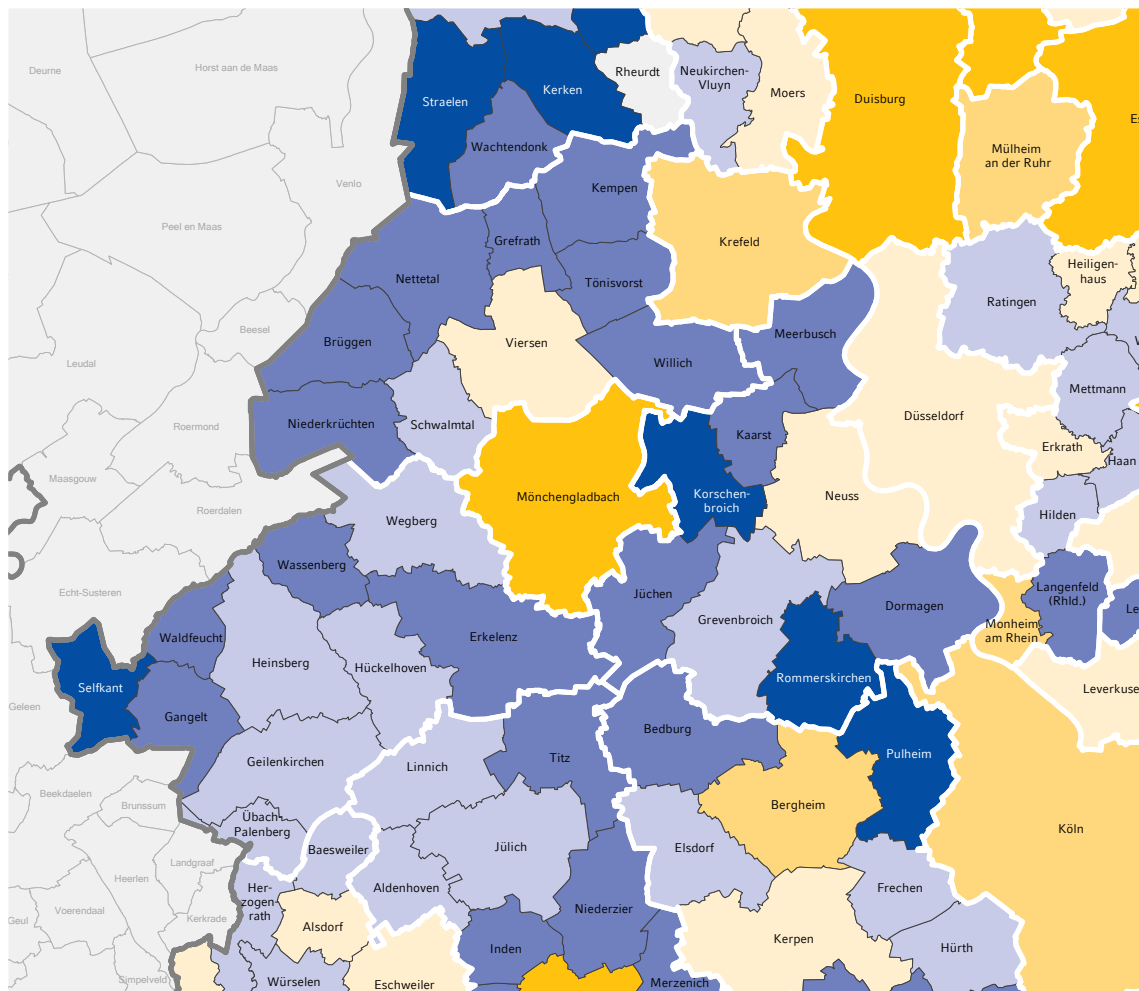 Deurne
Horst aan de Maas
Straelen
Kerken
Rheurdt
Neukirchen-
Vluyn
Moers
Duisburg
Es
Wachtendonk
Mülheim
an der Ruhr
Venlo
Kempen
Peel en Maas
Grefrath
Krefeld
Nettetal
Tönisvorst
Heiligen-
haus
Ratingen
Beesel
Brüggen
Viersen
Meerbusch
W
Leudal
Willich
Mettmann
Roermond
Niederkrüchten
Schwalmtal
Kaarst
Düsseldorf
Erkrath
Haan
Maasgouw
Mönchengladbach
Korschen-
broich
Neuss
Roerdalen
Wegberg
Hilden
Wassenberg
Echt-Susteren
Jüchen
Langenfeld
(Rhld.)
Le
Dormagen
Grevenbroich
Monheim
am Rhein
Waldfeucht
Erkelenz
Heinsberg
Hückelhoven
Selfkant
Rommerskirchen
Leverkuse
Geleen
Gangelt
Bedburg
Geilenkirchen
Linnich
Titz
Pulheim
Beekdaelen
Brunssum
Bergheim
Übach-
Palenberg
Köln
Baesweiler
Jülich
Elsdorf
Landgraaf
Heerlen
Aldenhoven
Frechen
Her-
zogen-
rath
Voerendaal
Geul
Kerkrade
Niederzier
Alsdorf
Kerpen
Inden
Hürth
Simpelveld
Würselen
Eschweiler
Merzenich